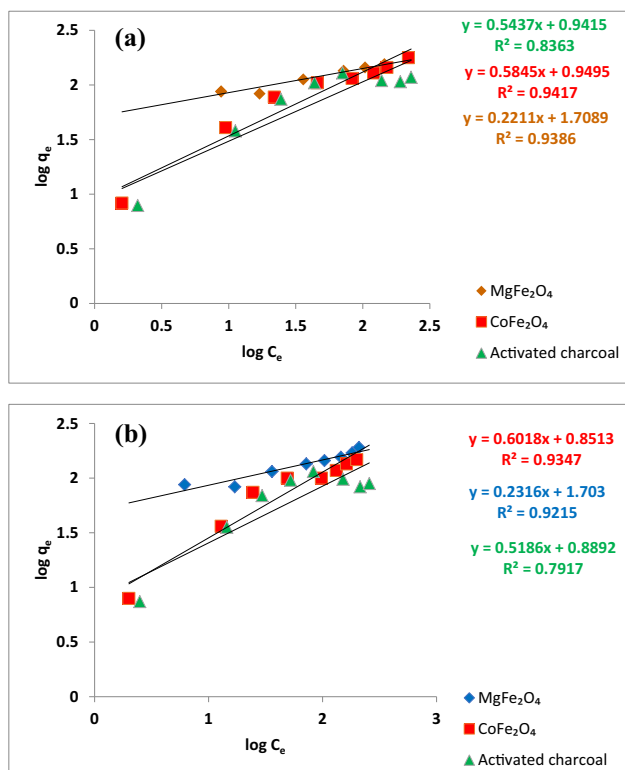 (a)
y = 0.5437x + 0.9415
R² = 0.8363
y = 0.5845x + 0.9495
R² = 0.9417
y = 0.2211x + 1.7089
R² = 0.9386
2.5
2
1.5
1
0.5
0
log qₑ
0 0.5 1 1.5 2 2.5
log Cₑ
MgFe₂O₄
CoFe₂O₄
Activated charcoal
(b)
y = 0.6018x + 0.8513
R² = 0.9347
y = 0.2316x + 1.703
R² = 0.9215
y = 0.5186x + 0.8892
R² = 0.7917
2.5
2
1.5
1
0.5
0
log qₑ
0 1 2 3
log Cₑ
MgFe₂O₄
CoFe₂O₄
Activated charcoal